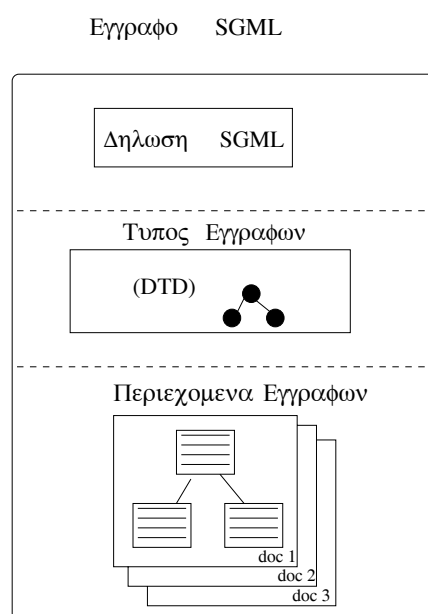 Εγγραφο SGML
Δηλωση SGML
Τυπος Εγγραφων
(DTD)
Περιεχομενα Εγγραφων
doc 1
doc 2
doc 3